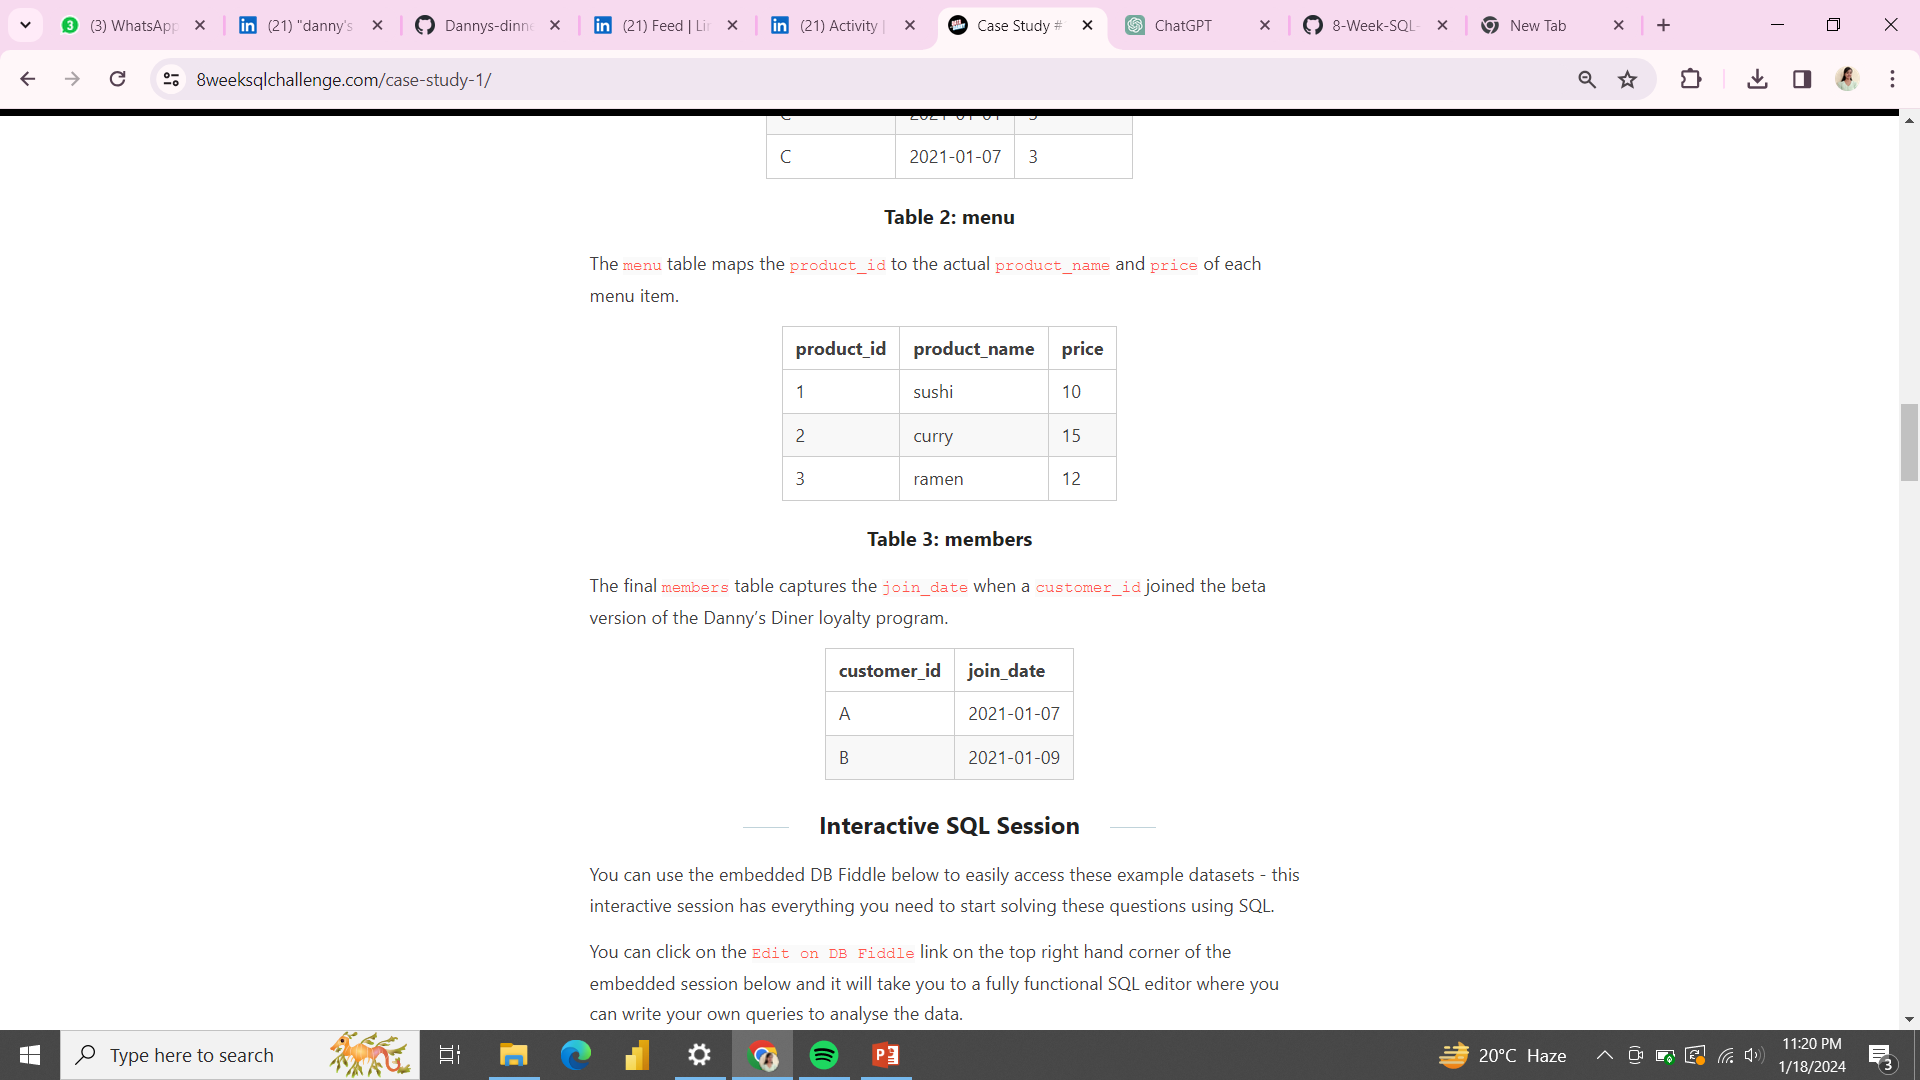 (3) WhatsApp
(21) "danny's
Dannys-dinne
(21) Feed | Lin
(21) Activity |
Case Study #
ChatGPT
8-Week-SQL-
New Tab
8weeksqlchallenge.com/case-study-1/
C 2021-01-01 3
C 2021-01-07 3
Table 2: menu
The menu table maps the product_id to the actual product_name and price of each
menu item.
product_id product_name price
1 sushi 10
2 curry 15
3 ramen 12
Table 3: members
The final members table captures the join_date when a customer_id joined the beta
version of the Danny’s Diner loyalty program.
customer_id join_date
A 2021-01-07
B 2021-01-09
Interactive SQL Session
You can use the embedded DB Fiddle below to easily access these example datasets - this
interactive session has everything you need to start solving these questions using SQL.
You can click on the Edit on DB Fiddle link on the top right hand corner of the
embedded session below and it will take you to a fully functional SQL editor where you
can write your own queries to analyse the data.
Type here to search
20°C Haze
11:20 PM
1/18/2024
3